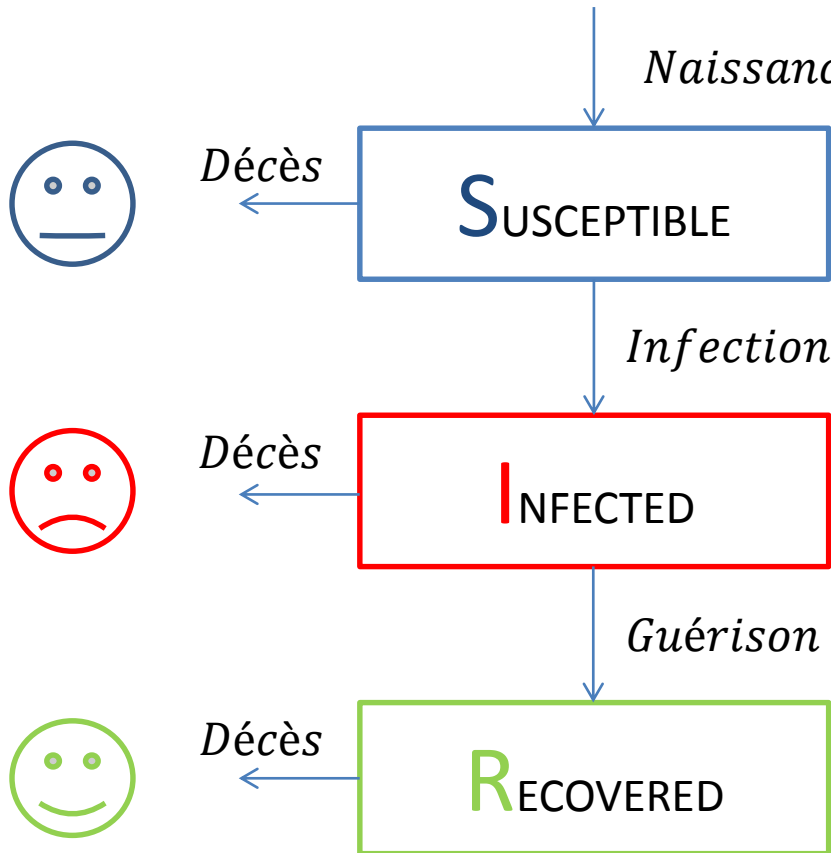 Naissanc
Décès
SUSCEPTIBLE
Infection
Décès
INFECTED
Guérison
Décès
RECOVERED